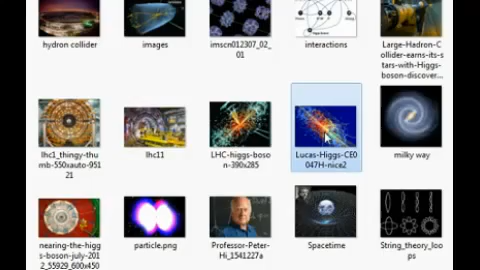 hydron collider
images
imscn012307_02_
01
interactions
Large-Hadron-C
ollider-earns-its-s
tars-with-Higgs-
boson-discover...
lhc1_thingy-thu
mb-550xauto-951
21
lhc11
LHC-higgs-boso
n-390x285
Lucas-Higgs-CE0
047H-nice2
milky way
nearing-the-higg
s-boson-july-201
2_55929_600x450
particle.png
Professor-Peter-
Hi_1541227a
Spacetime
String_theory_loo
ps